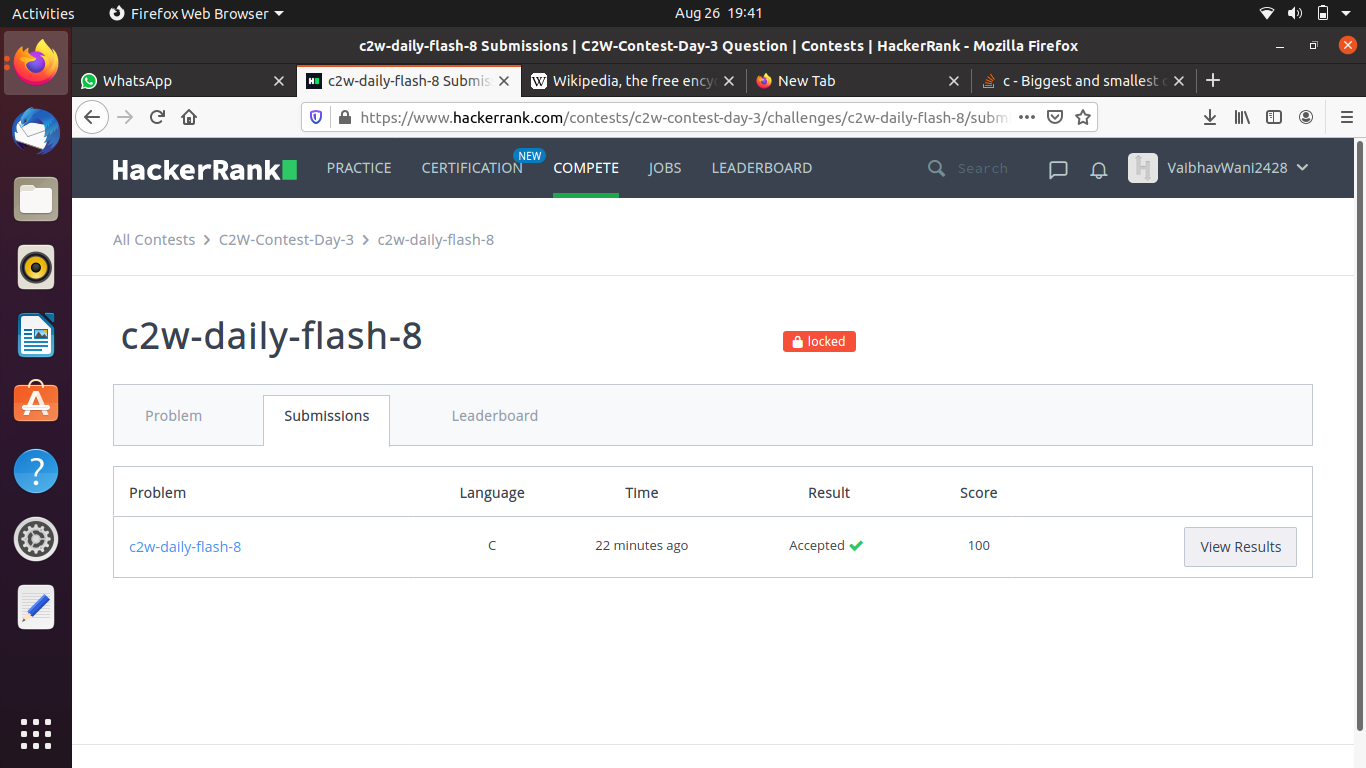 Activities Firefox Web Browser Aug 26 19:41
c2w-daily-flash-8 Submissions | C2W-Contest-Day-3 Question | Contests | HackerRank - Mozilla Firefox
WhatsApp c2w-daily-flash-8 Submis Wikipedia, the free ency New Tab c - Biggest and smallest
https://www.hackerrank.com/contests/c2w-contest-day-3/challenges/c2w-daily-flash-8/subm
HackerRank PRACTICE CERTIFICATION NEW COMPETE JOBS LEADERBOARD Search VaibhavWani2428
All Contests > C2W-Contest-Day-3 > c2w-daily-flash-8
c2w-daily-flash-8 locked
Problem Submissions Leaderboard
Problem Language Time Result Score
c2w-daily-flash-8 C 22 minutes ago Accepted 100 View Results